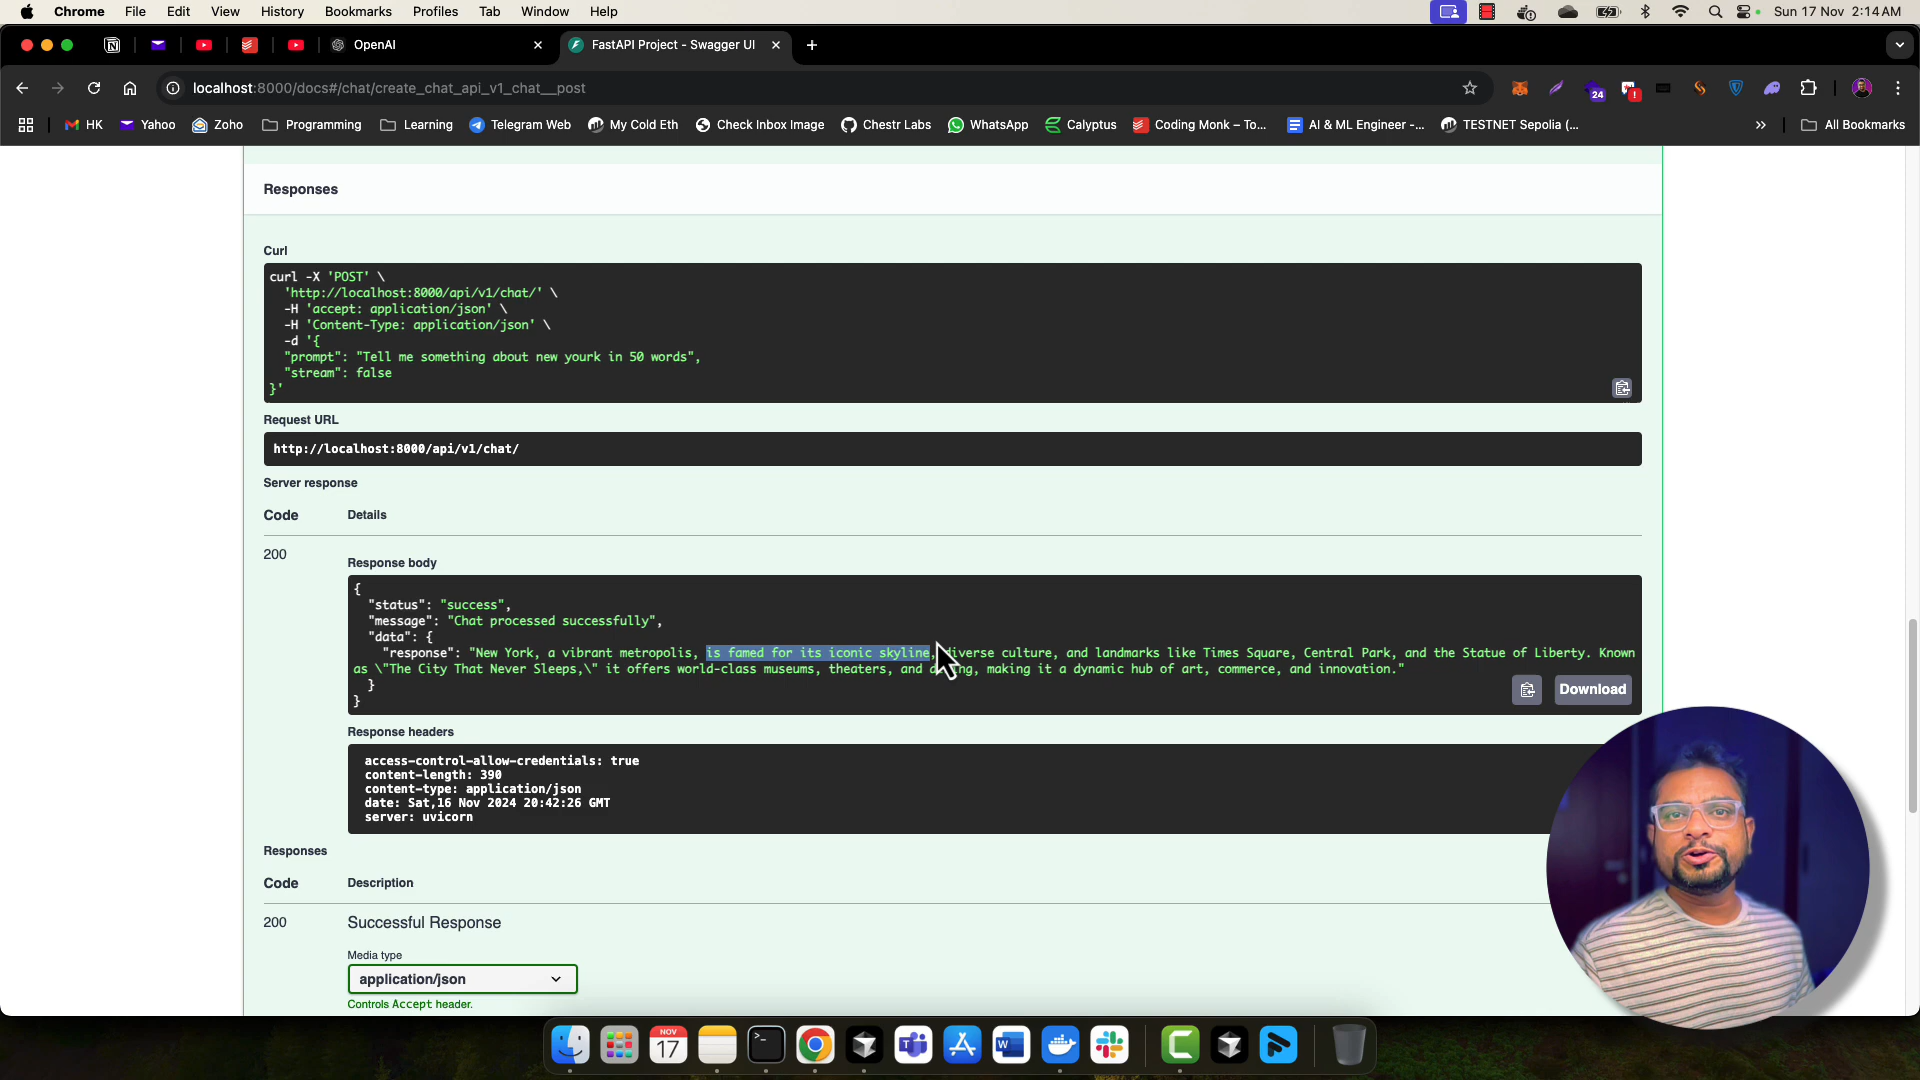 Chrome File Edit View History Bookmarks Profiles Tab Window Help Sun 17 Nov 2:14 AM
OpenAI FastAPI Project - Swagger UI
localhost:8000/docs#/chat/create_chat_api_v1_chat__post 24
HK Yahoo Zoho Programming Learning Telegram Web My Cold Eth Check Inbox Image Chestr Labs WhatsApp Calyptus Coding Monk – To... AI & ML Engineer -... TESTNET Sepolia (... » All Bookmarks
Responses
Curl
curl -X 'POST' \
'http://localhost:8000/api/v1/chat/' \
-H 'accept: application/json' \
-H 'Content-Type: application/json' \
-d '{
"prompt": "Tell me something about new yourk in 50 words",
"stream": false
}'
Request URL
http://localhost:8000/api/v1/chat/
Server response
Code Details
200
Response body
{
"status": "success",
"message": "Chat processed successfully",
"data": {
"response": "New York, a vibrant metropolis, is famed for its iconic skyline, diverse culture, and landmarks like Times Square, Central Park, and the Statue of Liberty. Known
as \"The City That Never Sleeps,\" it offers world-class museums, theaters, and dining, making it a dynamic hub of art, commerce, and innovation."
}
}
Download
Response headers
access-control-allow-credentials: true
content-length: 390
content-type: application/json
date: Sat,16 Nov 2024 20:42:26 GMT
server: uvicorn
Responses
Code Description
200 Successful Response
Media type
application/json
Controls Accept header.
NOV
17